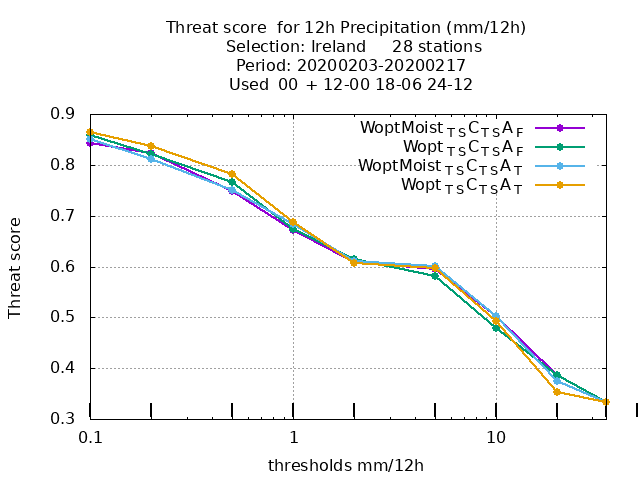 Threat score  for 12h Precipitation (mm/12h)
Selection: Ireland     28 stations
Period: 20200203-20200217
Used  00 + 12-00 18-06 24-12
0.9
0.8
0.7
0.6
0.5
0.4
0.3
Threat score
WoptMoist TS C TS A F
Wopt TS C TS A F
WoptMoist TS C TS A T
Wopt TS C TS A T
0.1 1 10
thresholds mm/12h